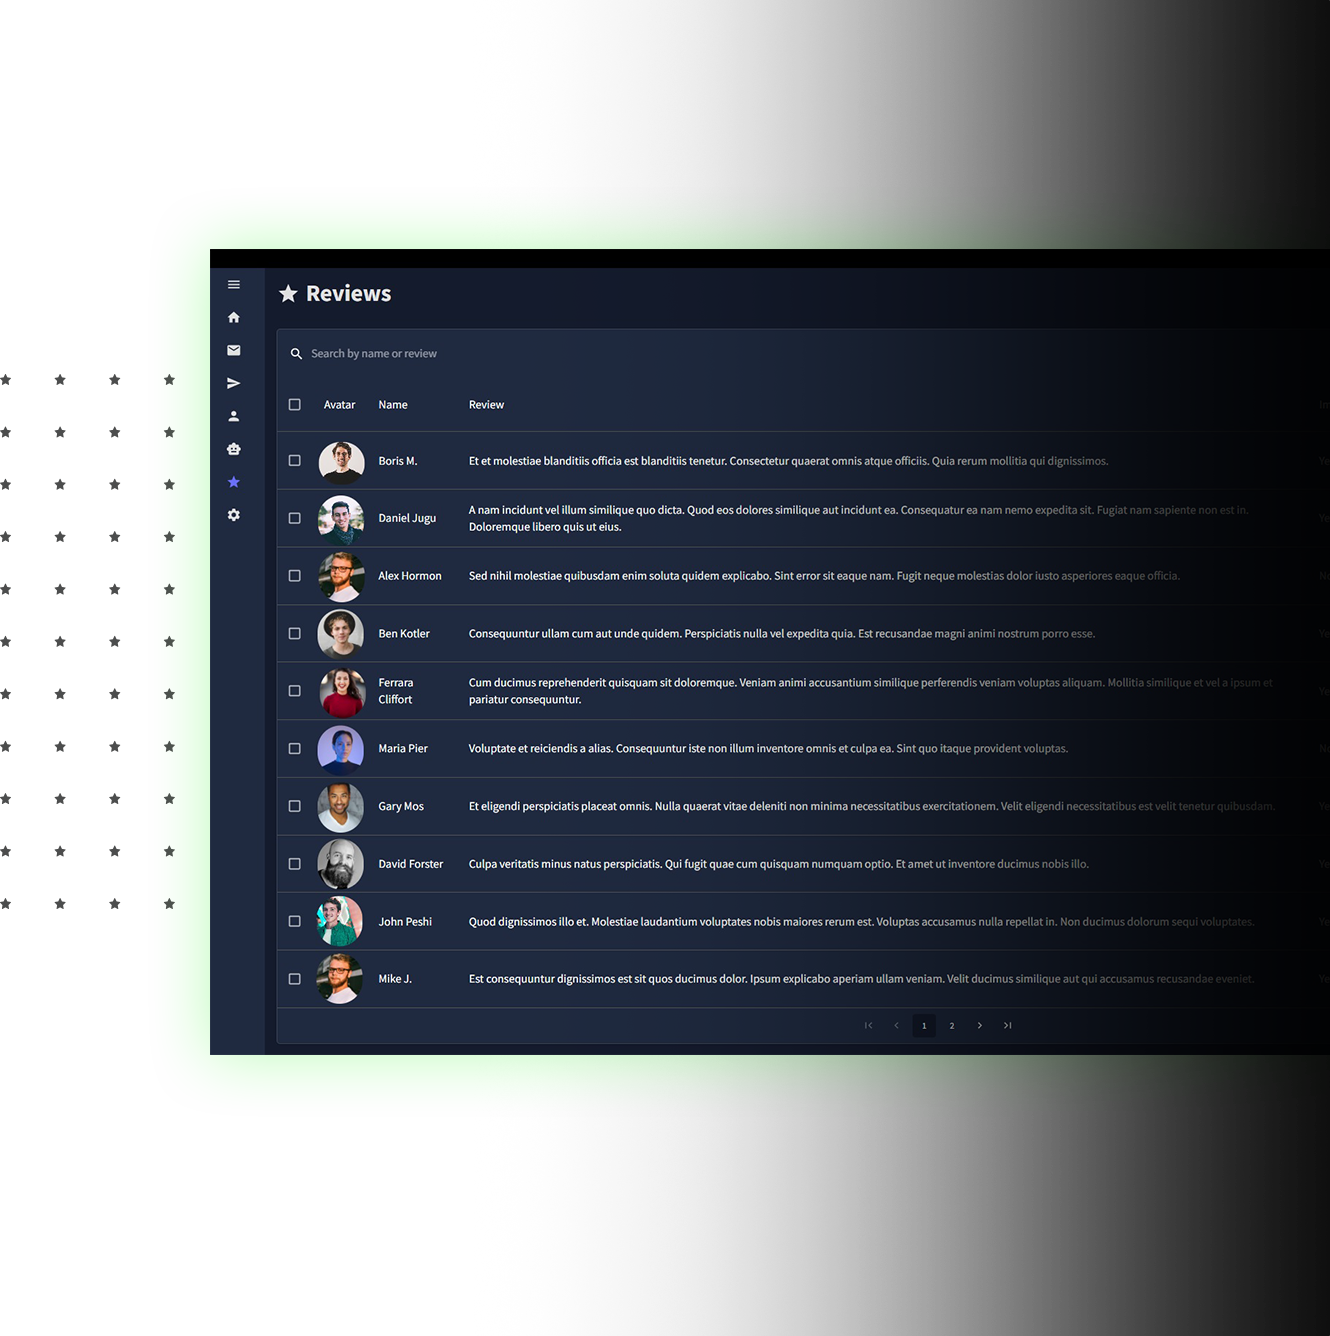 Reviews
Search by name or review
Avatar Name Review
Boris M. Et et molestiae blanditiis officia est blanditiis tenetur. Consectetur quaerat omnis atque officiis. Quia rerum mollitia qui dignissimos.
Daniel Jugu A nam incidunt vel illum similique quo dicta. Quod eos dolores similique aut incidunt ea. Consequatur ea nam nemo expedita sit. Fugiat nam sapiente non est in.
Doloremque libero quis ut eius.
Alex Hormon Sed nihil molestiae quibusdam enim soluta quidem explicabo. Sint error sit eaque nam. Fugit neque molestias dolor iusto asperiores eaque officia.
Ben Kotler Consequuntur ullam cum aut unde quidem. Perspiciatis nulla vel expedita quia. Est recusandae magni animi nostrum porro esse.
Ferrara Cum ducimus reprehenderit quisquam sit doloremque. Veniam animi accusantium similique perferendis veniam voluptas aliquam. Mollitia similique et vel a ipsum et
Cliffort pariatur consequuntur.
Maria Pier Voluptate et reiciendis a alias. Consequuntur iste non illum inventore omnis et culpa ea. Sint quo itaque provident voluptas.
Gary Mos Et eligendi perspiciatis placeat omnis. Nulla quaerat vitae deleniti non minima necessitatibus exercitationem. Velit eligendi necessitatibus est velit tenetur quibusdam.
David Forster Culpa veritatis minus natus perspiciatis. Qui fugit quae cum quisquam numquam optio. Et amet ut inventore ducimus nobis illo.
John Peshi Quod dignissimos illo et. Molestiae laudantium voluptates nobis maiores rerum est. Voluptas accusamus nulla repellat in. Non ducimus dolorum sequi voluptates.
Mike J. Est consequuntur dignissimos est sit quos ducimus dolor. Ipsum explicabo aperiam ullam veniam. Velit ducimus similique aut qui accusamus recusandae eveniet.
1 2